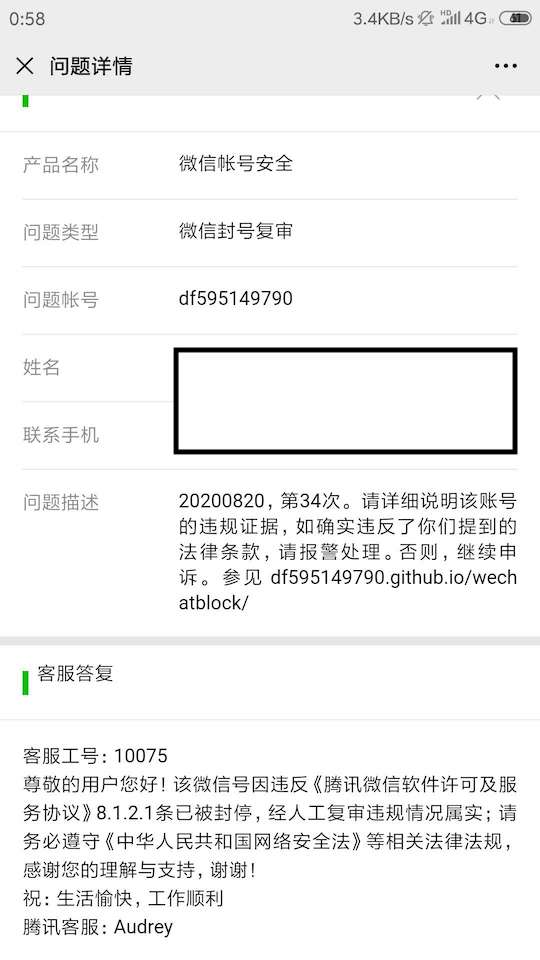 0:58 3.4KB/s HD 4G 61
问题详情
产品名称 微信帐号安全
问题类型 微信封号复审
问题帐号 df595149790
姓名
联系手机
问题描述 20200820，第34次。请详细说明该账号
的违规证据，如确实违反了你们提到的
法律条款，请报警处理。否则，继续申
诉。参见 df595149790.github.io/wech
atblock/
客服答复
客服工号: 10075
尊敬的用户您好！该微信号因违反《腾讯微信软件许可及服
务协议》8.1.2.1条已被封停，经人工复审违规情况属实；请
务必遵守《中华人民共和国网络安全法》等相关法律法规，
感谢您的理解与支持，谢谢！
祝: 生活愉快，工作顺利
腾讯客服: Audrey